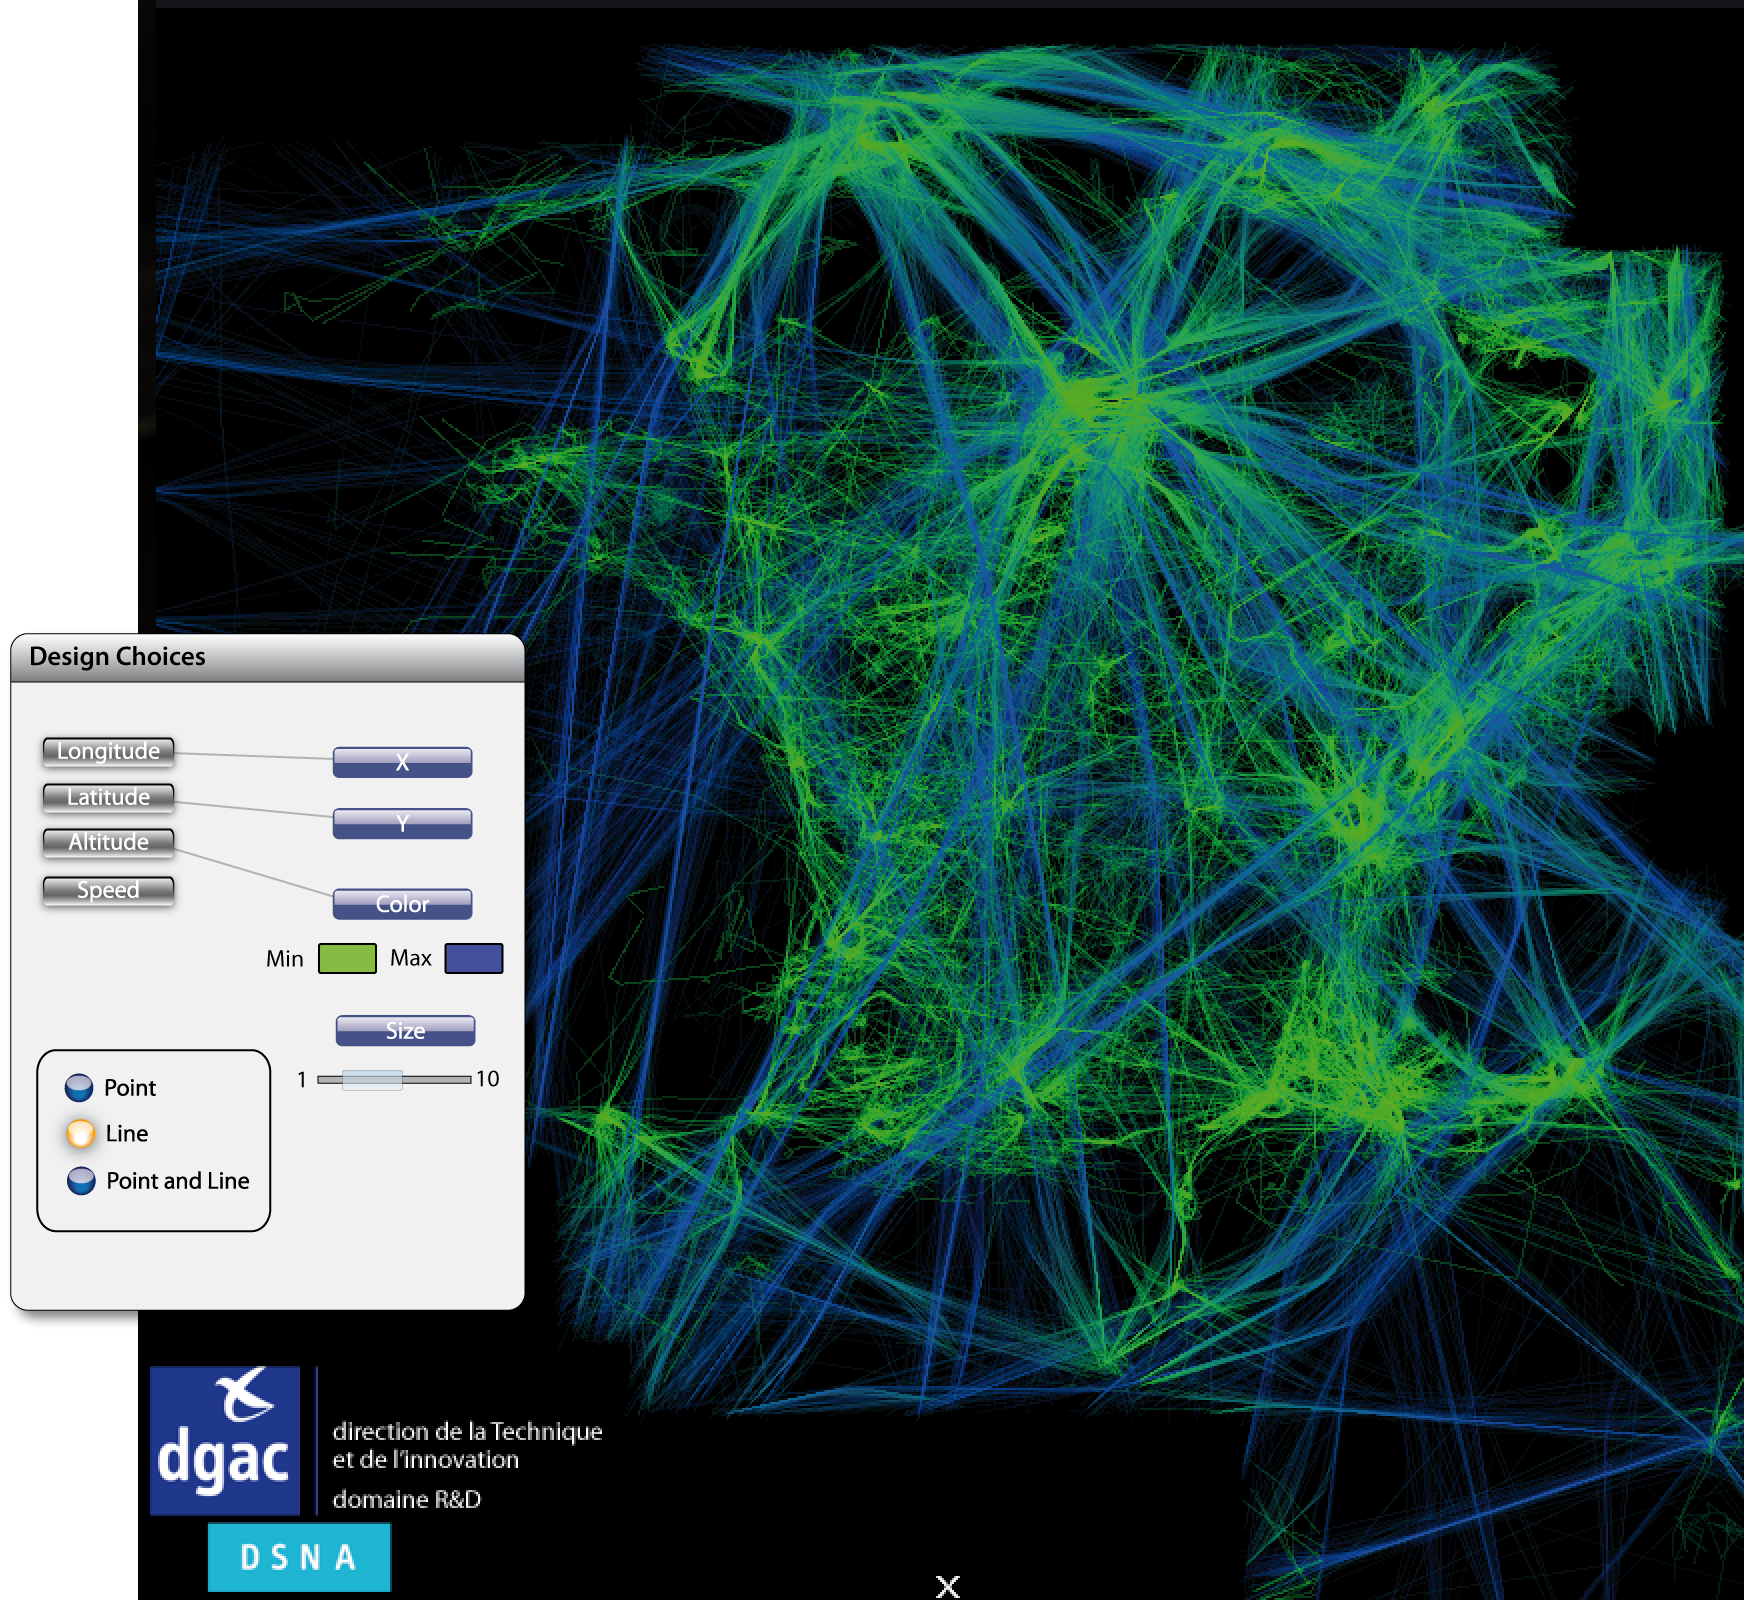 Design Choices
Longitude
X
Latitude
Y
Altitude
Speed
Color
Min
Max
Size
1
10
Point
Line
Point and Line
dgac
direction de la Technique
et de l'innovation
domaine R&D
DSNA
X